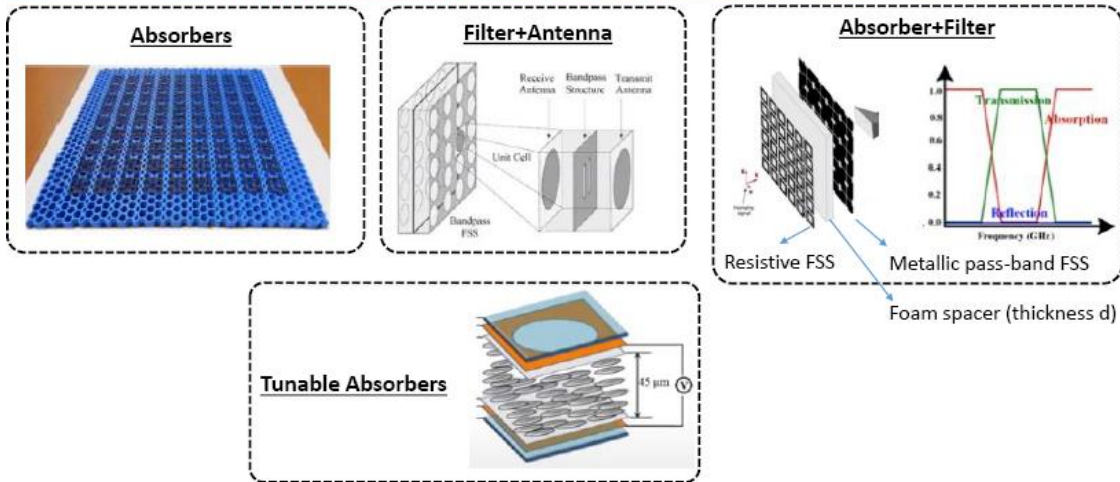 Absorbers
Filter+Antenna
Receive
Antenna
Bandpass
Structure
Transmit
Antenna
Unit Cell
Bandpass
FSS
Absorber+Filter
1.0
0.8
0.6
0.4
0.2
0.0
Transmission
Absorption
Reflection
Frequency (GHz)
Resistive FSS
Metallic pass-band FSS
Foam spacer (thickness d)
Tunable Absorbers
45 μm
V